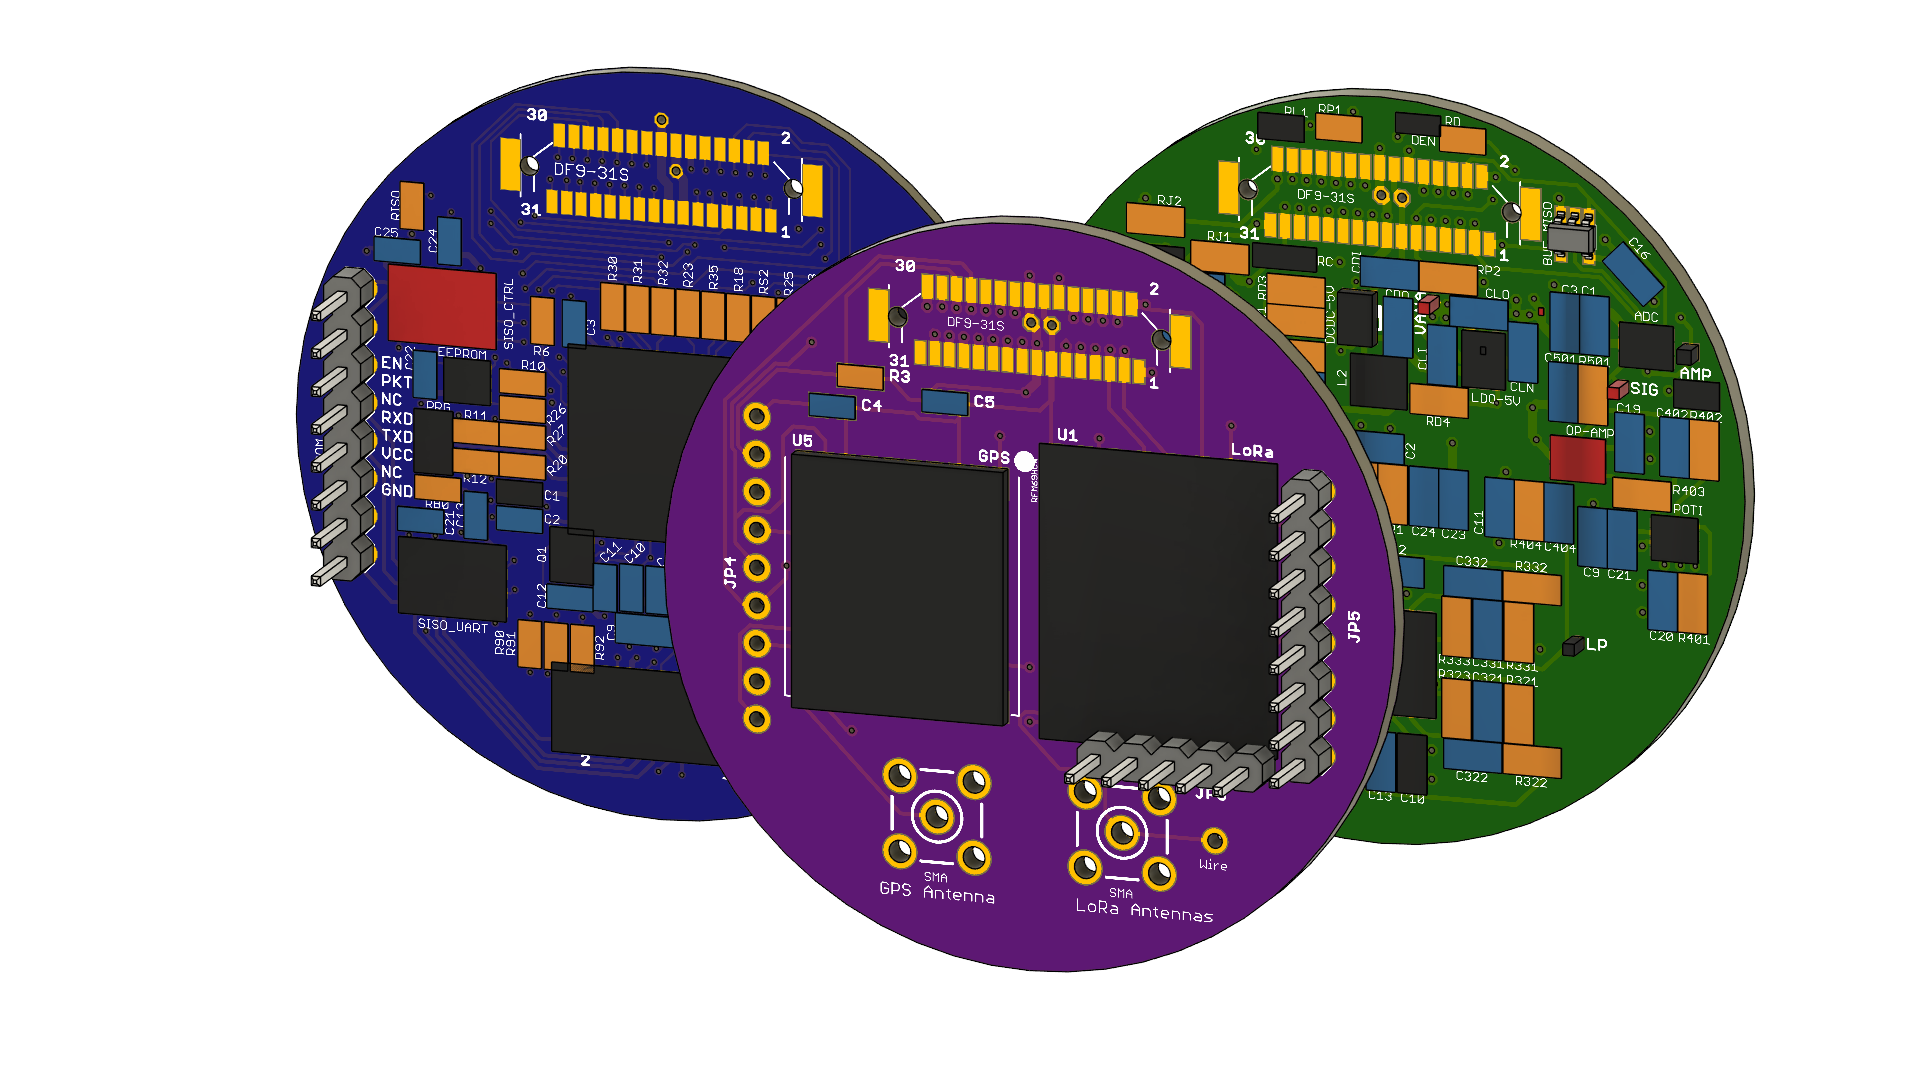 30
2
DF9-31S
31
1
RISO
C25
C24
SISO_CTRL
EEPROM
R6
C3
R30
R31
R32
R23
R35
R18
RS2
R25
EN
PKT
NC
RXD
TXD
VCC
NC
GND
R10
R11
R26
R27
R20
R12
C1
C2
R80
C21
Q1
C11
C10
C12
C9
R90
R91
R92
SISO_UART
2
30
2
DF9-31S
31
1
R3
C4
C5
U5
GPS
U1
LoRa
JP4
JP5
SMA
GPS Antenna
SMA
LoRa Antennas
Wire
RL1
RP1
RD
DEN
2
DF9-31S
31
1
RJ2
RJ1
RC
RP2
C16
CLO
C3
C1
ADC
AMP
DCDC-5V
L2
CLI
CLN
LDO-5V
RD4
C501
R501
SIG
C19
C402
R402
OP-AMP
C2
R403
POTI
C24
C23
C11
R404
C404
C9
C21
C332
R332
C20
R401
LP
R333
C331
R331
R323
C321
R321
C322
R322
C13
C10